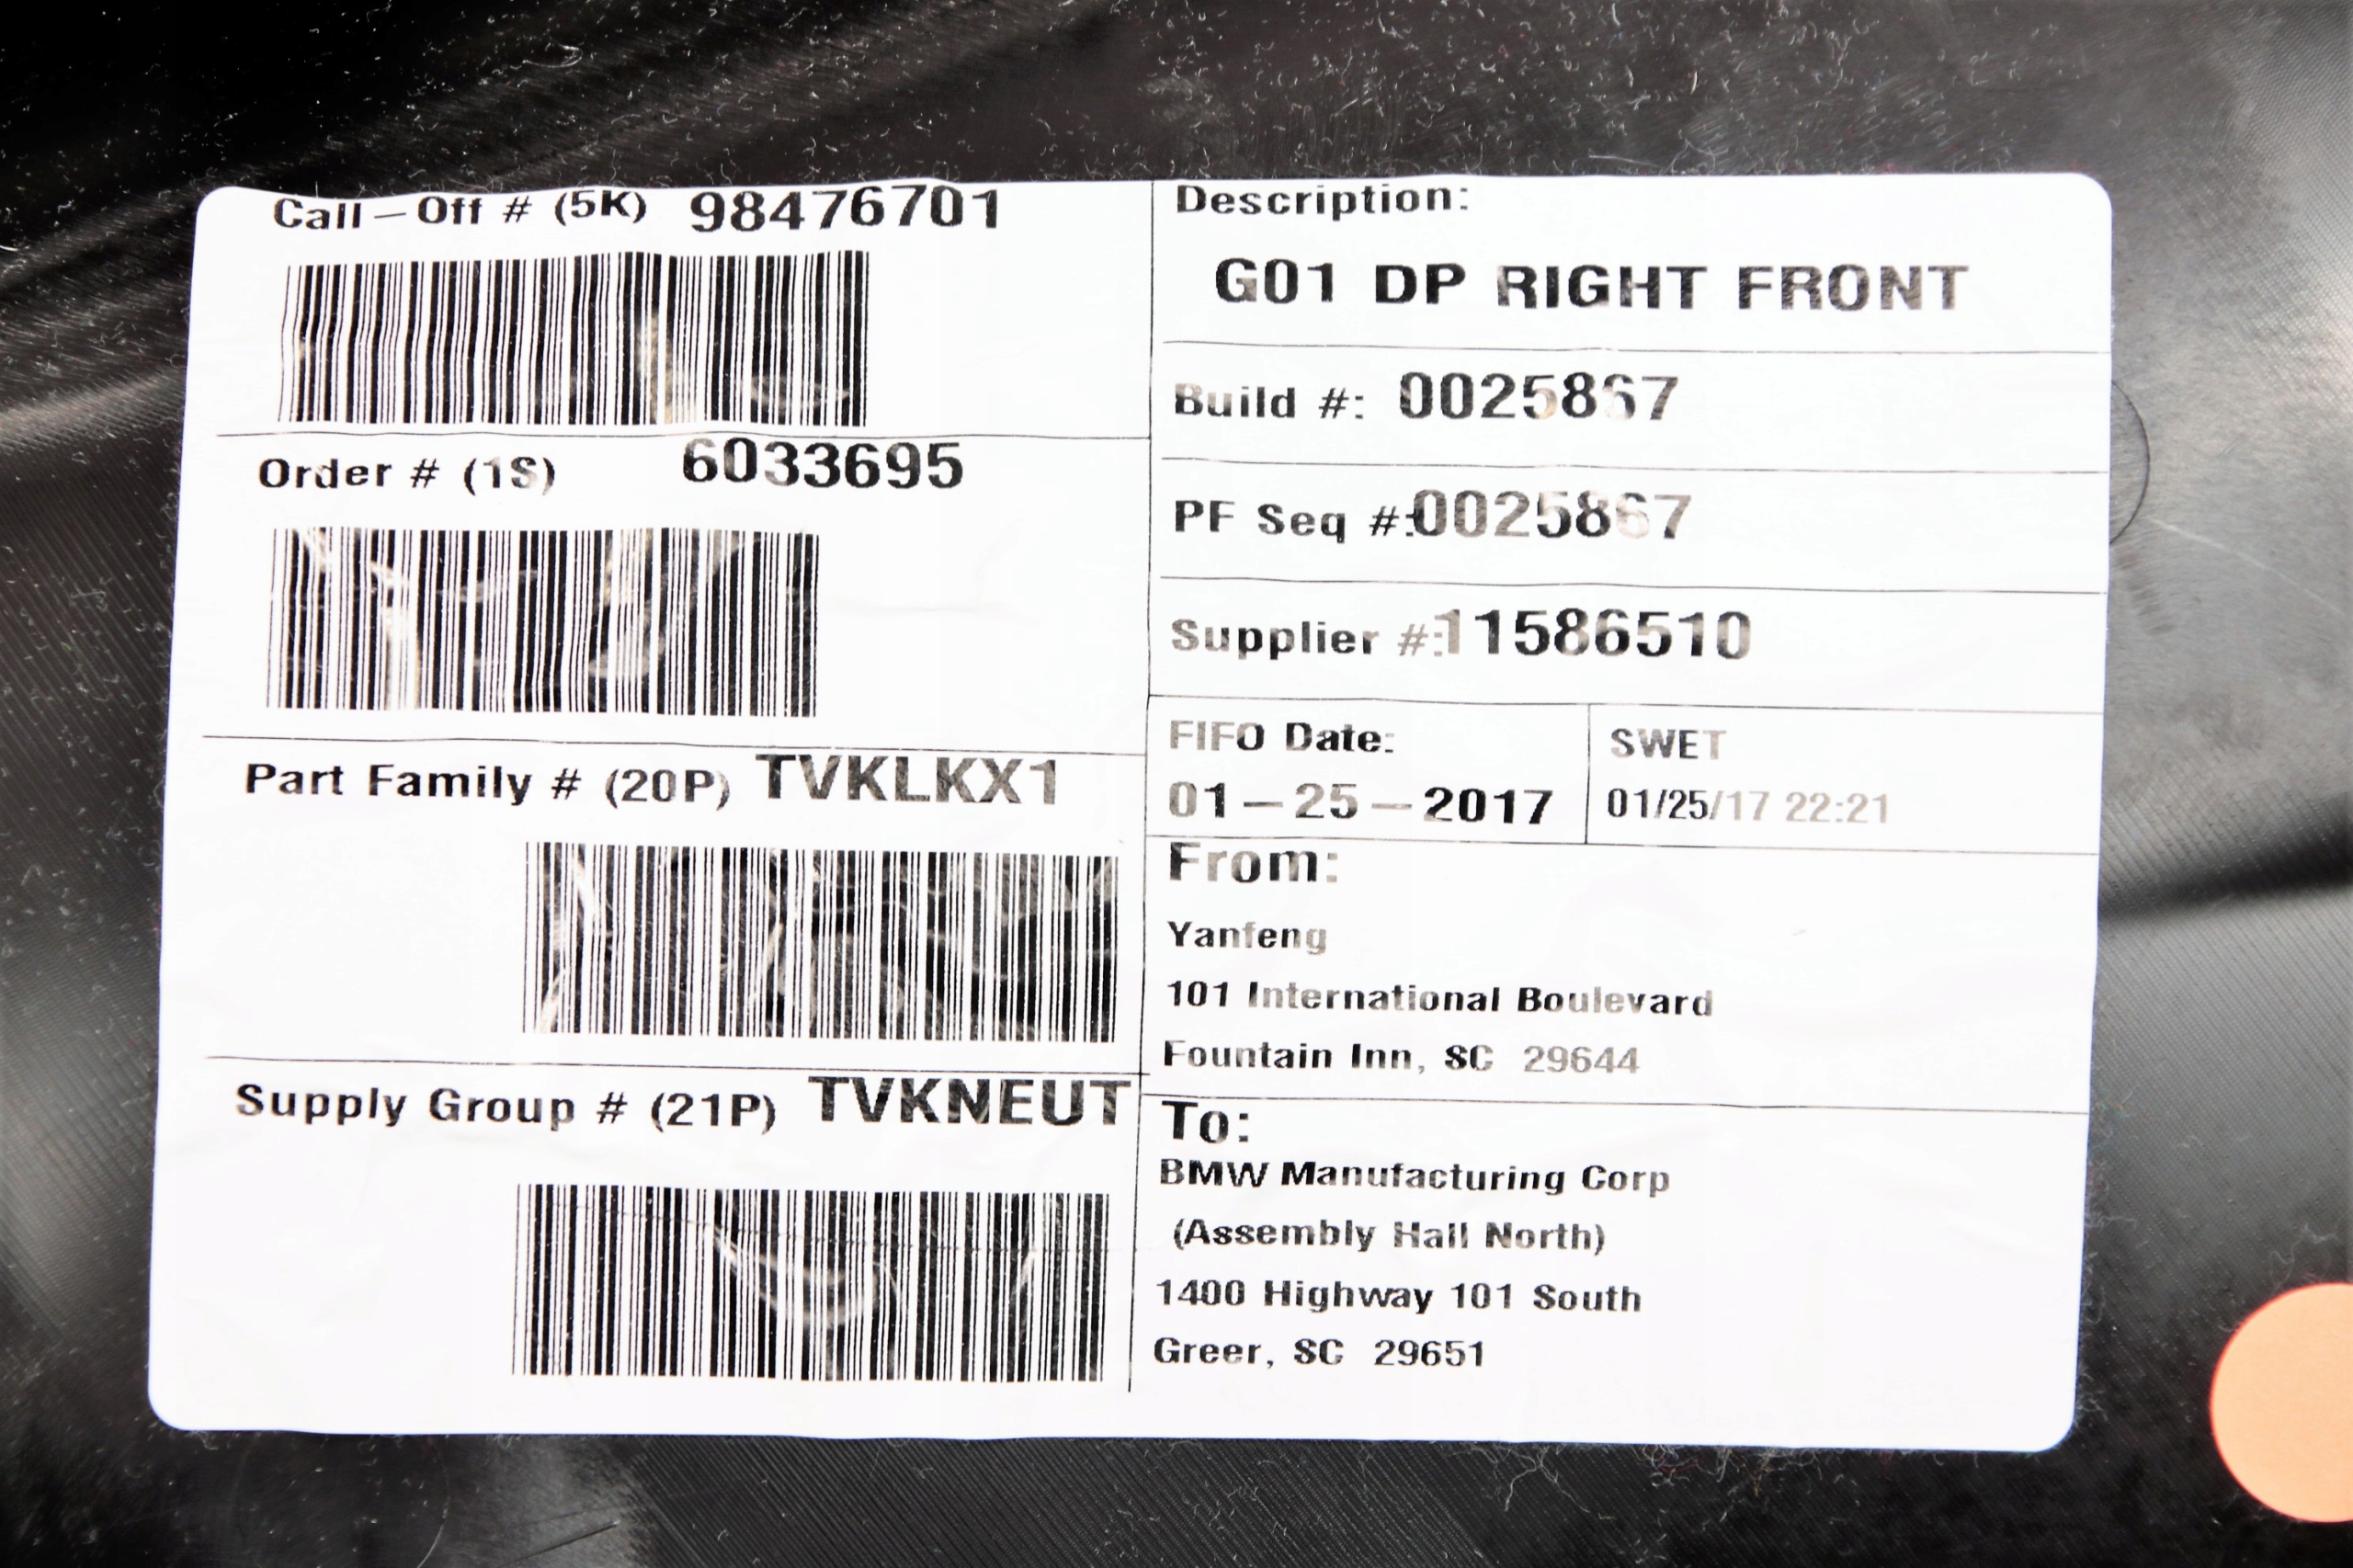 Call-Off # (5K) 98476701
Order # (1S) 6033695
Part Family # (20P) TVKLKX1
Supply Group # (21P) TVKNEUT
Description:
G01 DP RIGHT FRONT
Build #: 0025867
PF Seq #:0025867
Supplier #:11586510
FIFO Date:
01-25-2017
SWET
01/25/17 22:21
From:
Yanfeng
101 International Boulevard
Fountain Inn, SC 29644
To:
BMW Manufacturing Corp
(Assembly Hall North)
1400 Highway 101 South
Greer, SC 29651